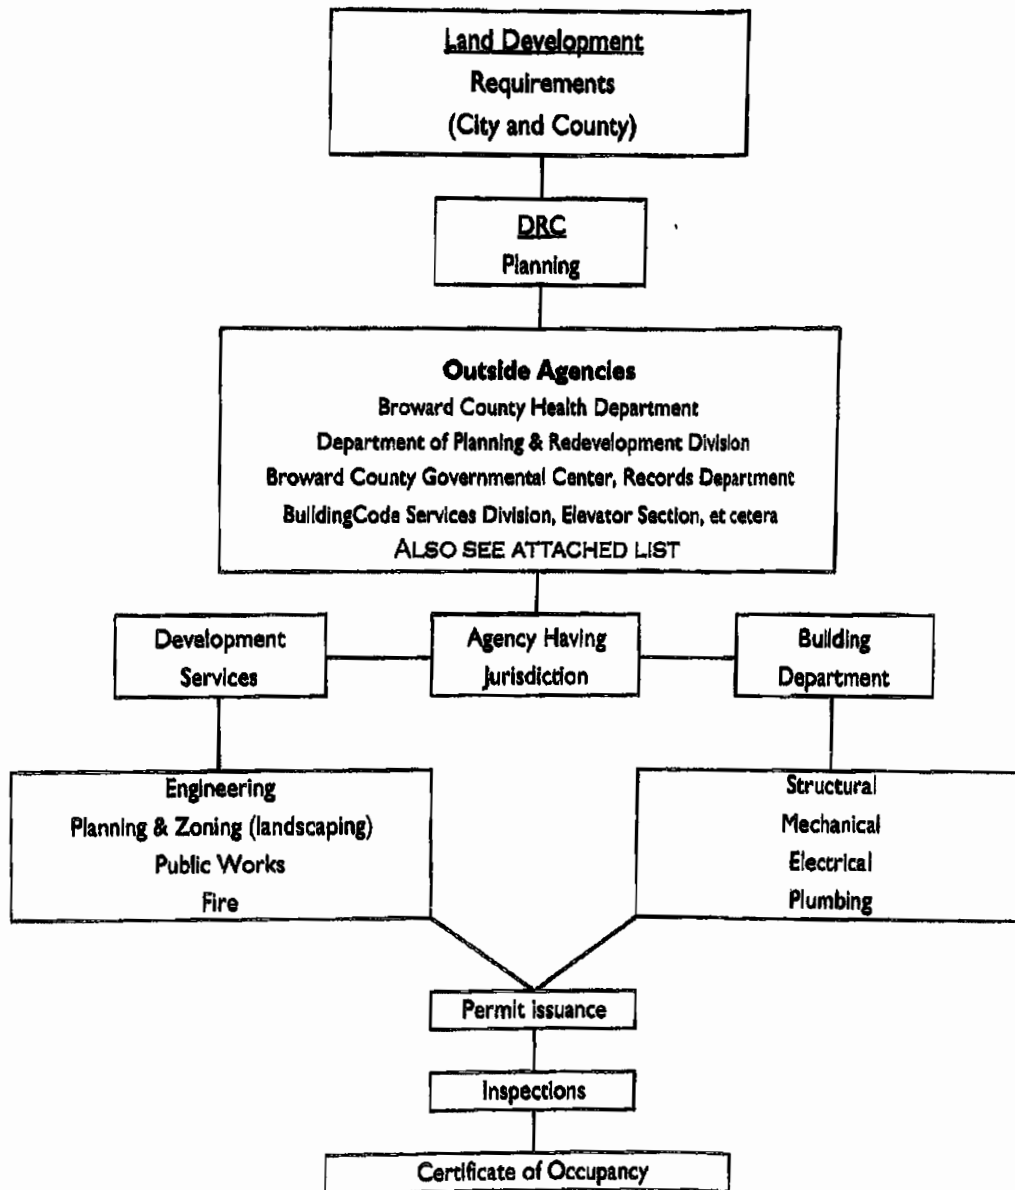 Land Development
Requirements
(City and County)
DRC
Planning
Outside Agencies
Broward County Health Department
Department of Planning & Redevelopment Division
Broward County Governmental Center, Records Department
BuildingCode Services Division, Elevator Section, et cetera
ALSO SEE ATTACHED LIST
Development
Services
Agency Having
Jurisdiction
Building
Department
Engineering
Planning & Zoning (landscaping)
Public Works
Fire
Structural
Mechanical
Electrical
Plumbing
Permit issuance
Inspections
Certificate of Occupancy